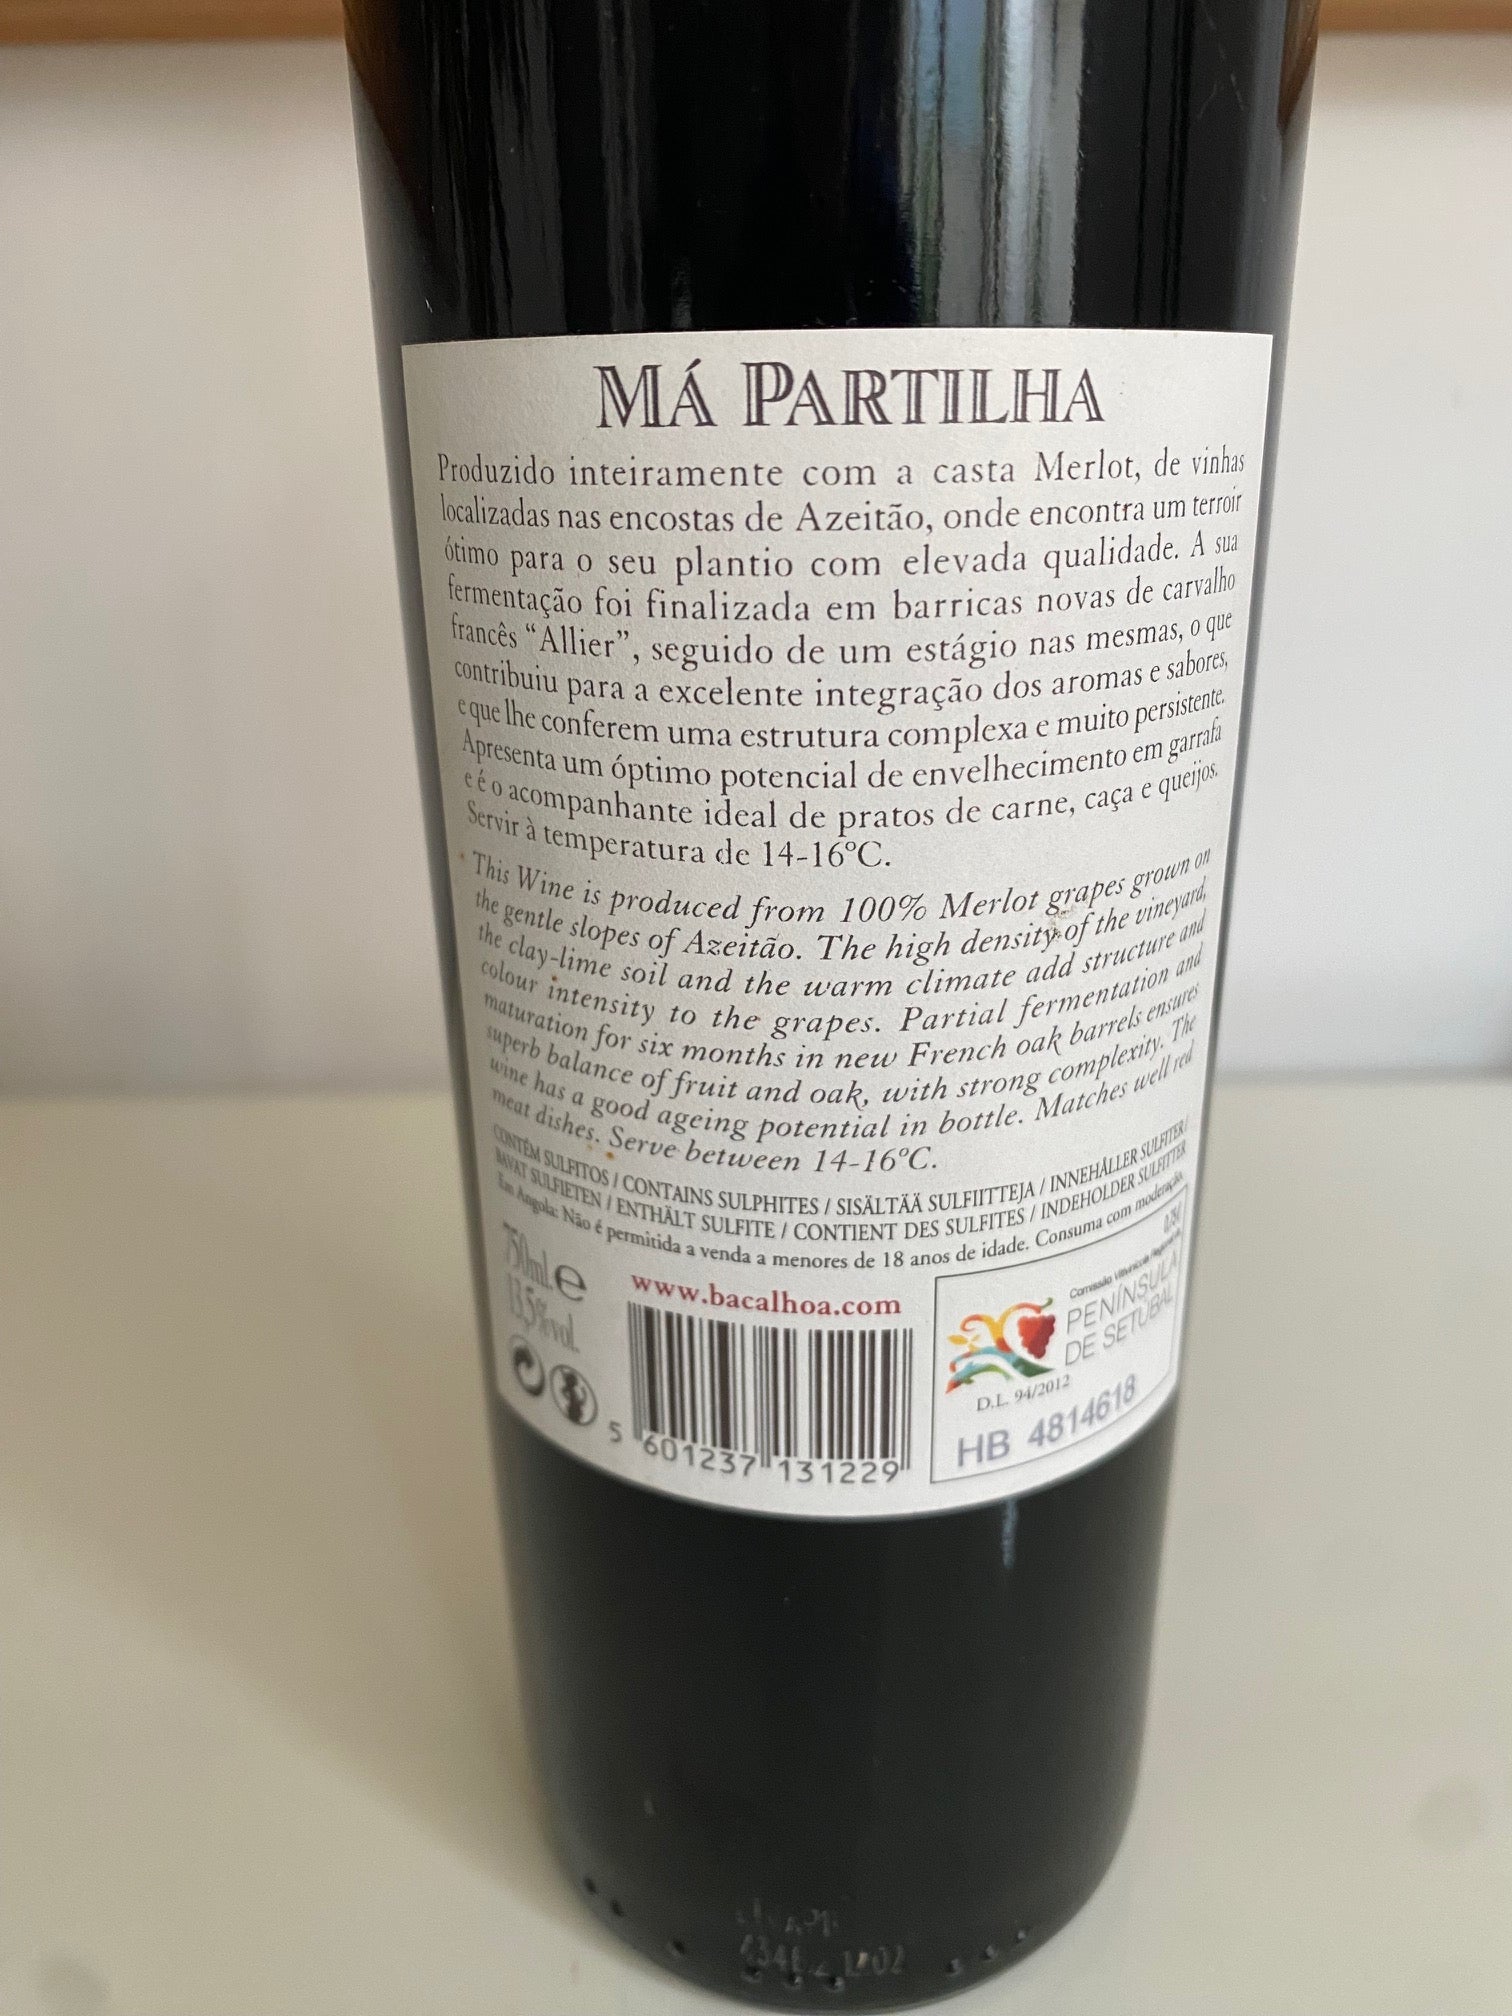 MÁ PARTILHA
Produzido inteiramente com a casta Merlot, de vinhas
localizadas nas encostas de Azeitão, onde encontra um terroir
ótimo para o seu plantio com elevada qualidade. A sua
fermentação foi finalizada em barricas novas de carvalho
francês “Allier”, seguido de um estágio nas mesmas, o que
contribuiu para a excelente integração dos aromas e sabores,
e que lhe conferem uma estrutura complexa e muito persistente.
Apresenta um óptimo potencial de envelhecimento em garrafa
e é o acompanhante ideal de pratos de carne, caça e queijos.
Servir à temperatura de 14-16ºC.
This Wine is produced from 100% Merlot grapes grown on
the gentle slopes of Azeitão. The high density of the vineyard,
the clay-lime soil and the warm climate add structure and
colour intensity to the grapes. Partial fermentation and
maturation for six months in new French oak barrels ensures
superb balance of fruit and oak, with strong complexity. The
wine has a good ageing potential in bottle. Matches well red
meat dishes. Serve between 14-16ºC.
CONTÉM SULFITOS / CONTAINS SULPHITES / SISÄLTÄÄ SULFIITTEJA / INNEHÅLLER SULFITER /
BAVAT SULFIETEN / ENTHÄLT SULFITE / CONTIENT DES SULFITES / INDEHOLDER SULFITTER
Em Angola: Não é permitida a venda a menores de 18 anos de idade. Consuma com moderação.
750ml e
13,5%vol.
www.bacalhoa.com
5 601237 131229
0,75l
Comissão Vitivinícola Regional
PENÍNSULA
DE SETÚBAL
D.L. 94/2012
HB 4814618